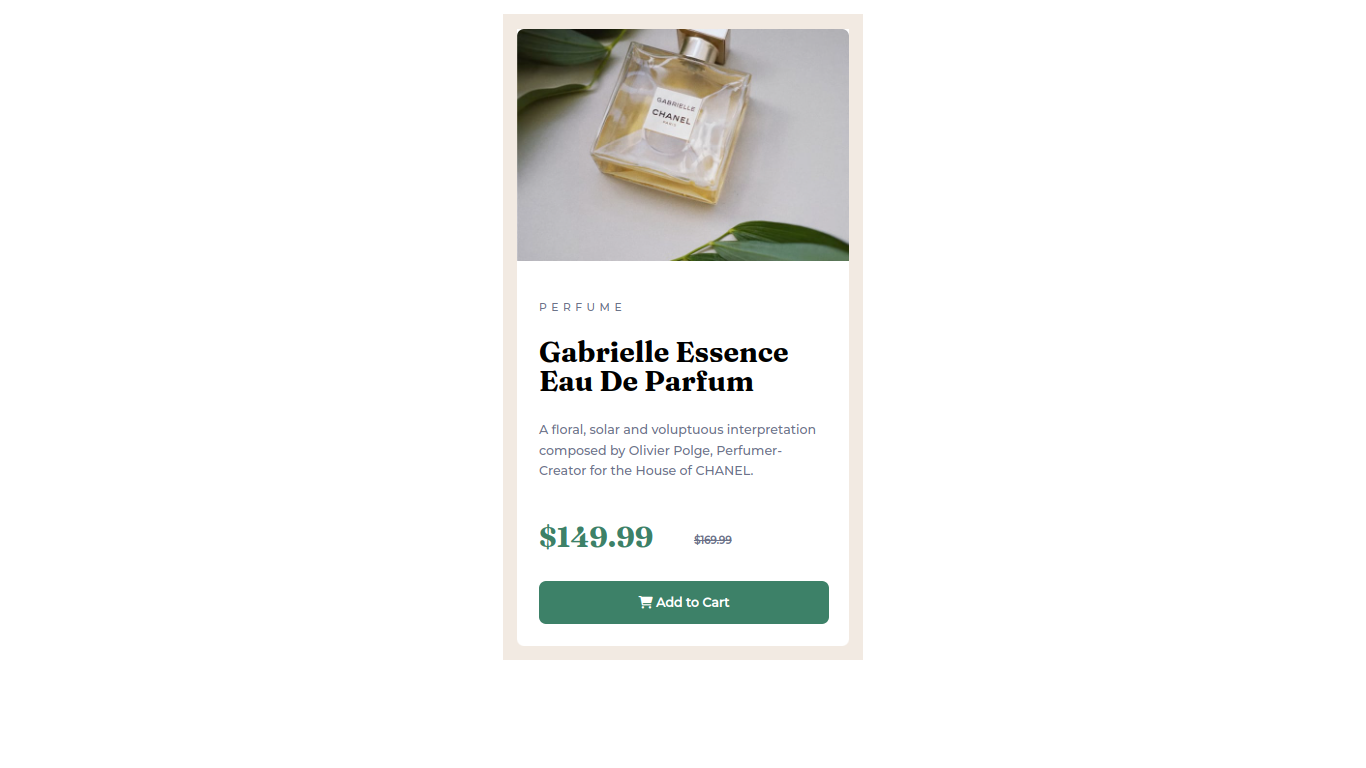 GABRIELLE
CHANEL
PARIS
PERFUME
Gabrielle Essence
Eau De Parfum
A floral, solar and voluptuous interpretation
composed by Olivier Polge, Perfumer-
Creator for the House of CHANEL.
$149.99 $169.99
Add to Cart